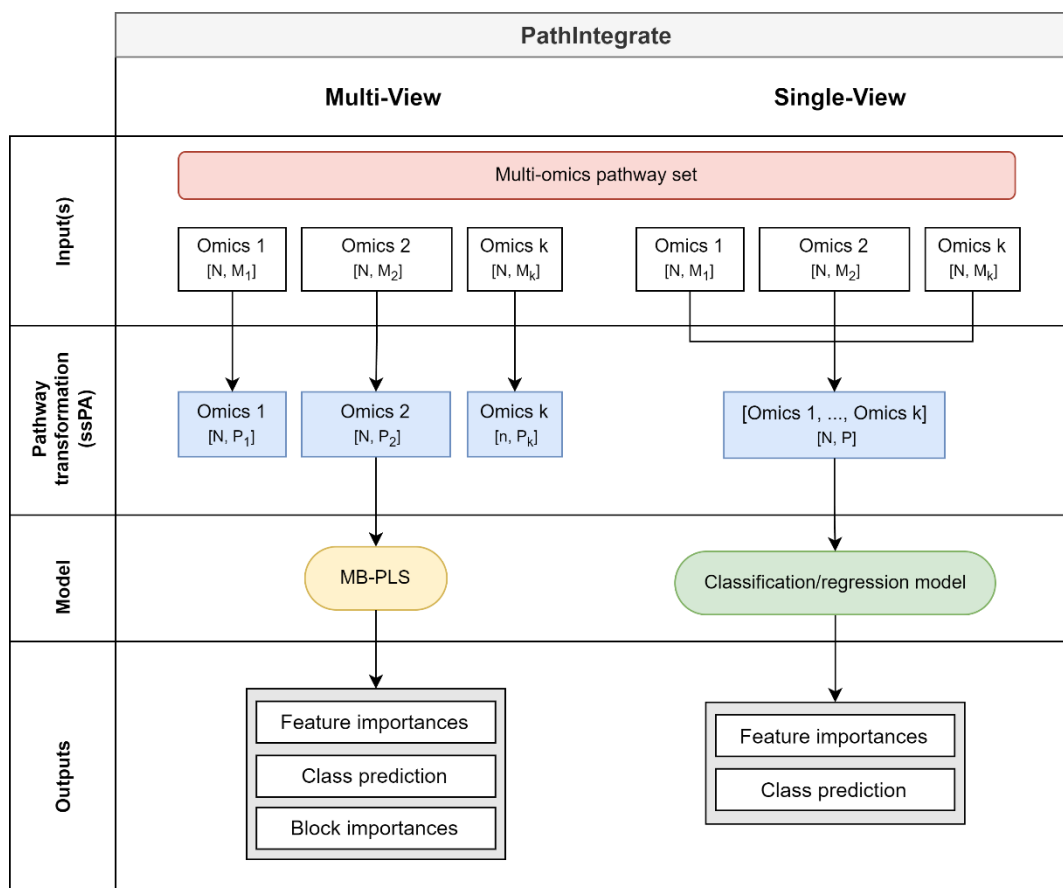 PathIntegrate
Multi-View
Single-View
Input(s)
Multi-omics pathway set
Omics 1
[N, M₁]
Omics 2
[N, M₂]
Omics k
[N, Mₖ]
Omics 1
[N, M₁]
Omics 2
[N, M₂]
Omics k
[N, Mₖ]
Pathway
transformation
(ssPA)
Omics 1
[N, P₁]
Omics 2
[N, P₂]
Omics k
[n, Pₖ]
[Omics 1, ..., Omics k]
[N, P]
Model
MB-PLS
Classification/regression model
Outputs
Feature importances
Class prediction
Block importances
Feature importances
Class prediction